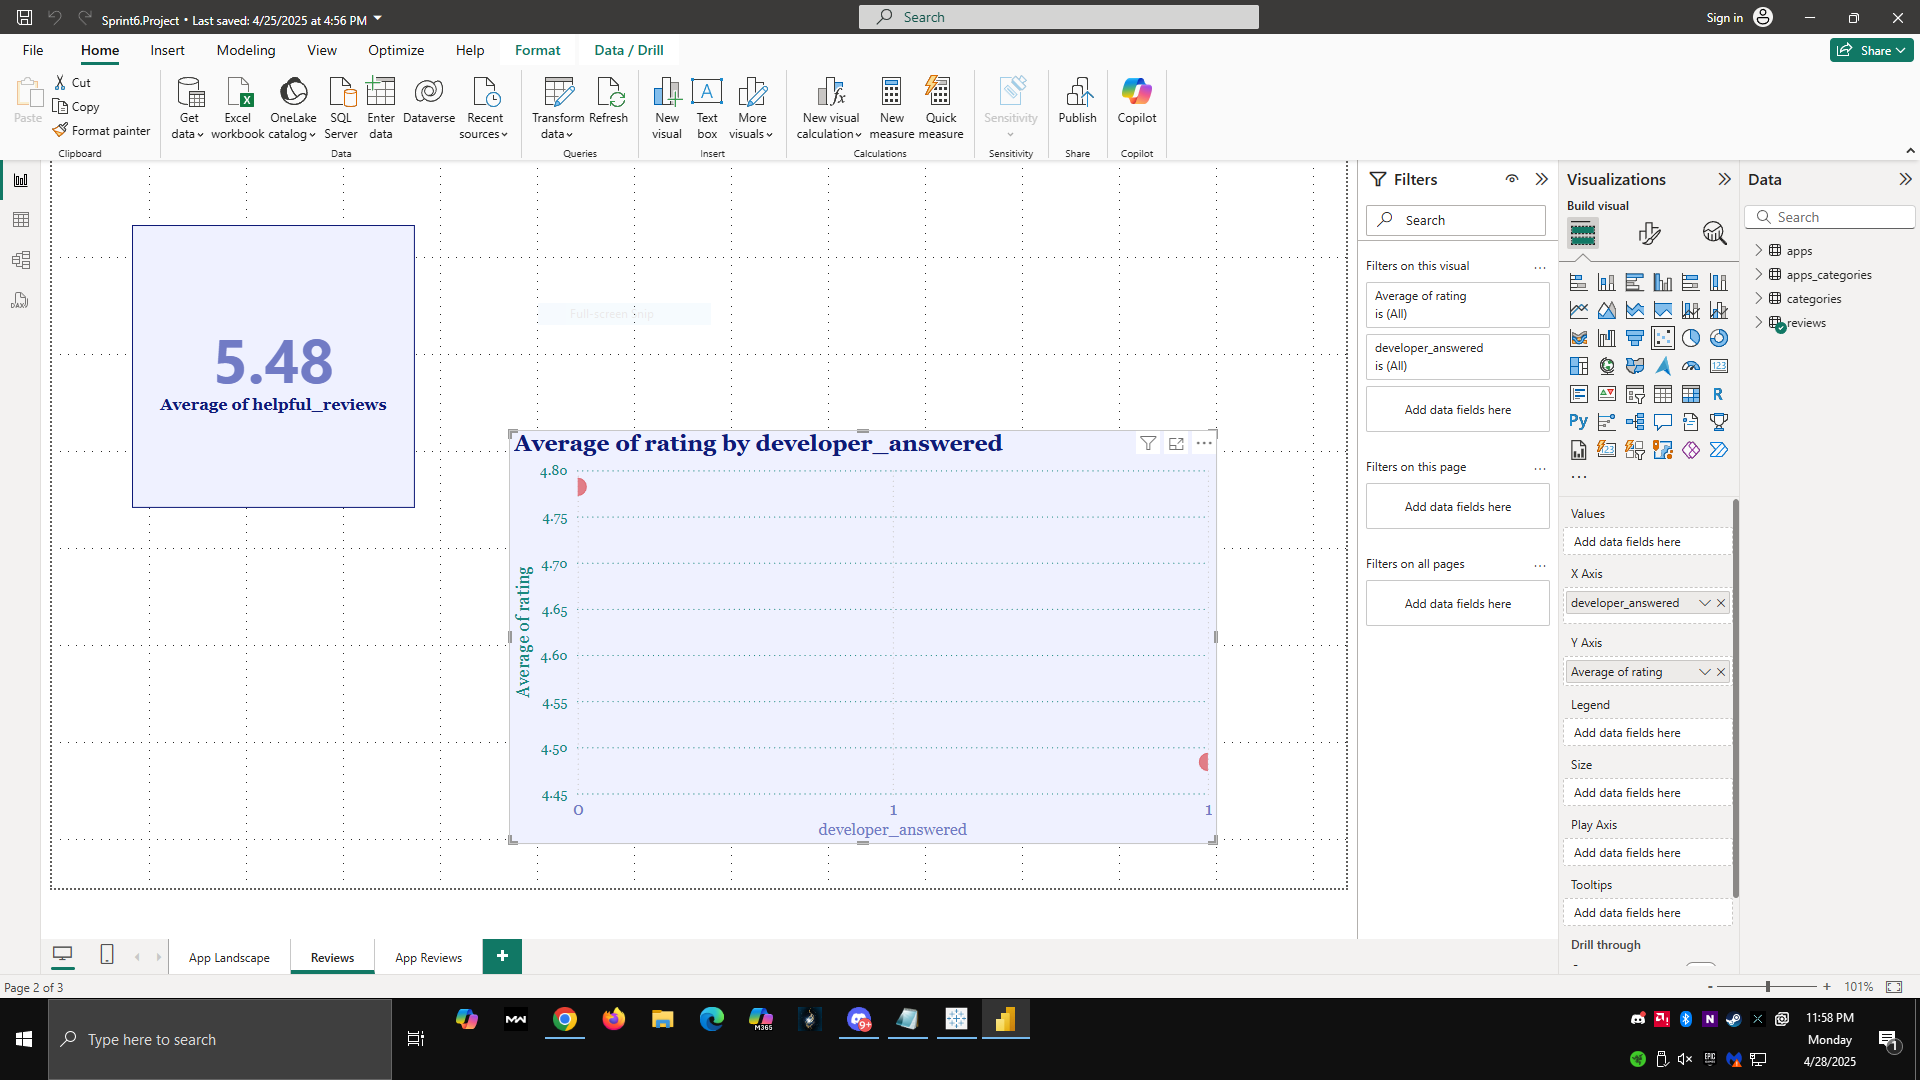 Sprint6.Project • Last saved: 4/25/2025 at 4:56 PM
Search
Sign in
File
Home
Insert
Modeling
View
Optimize
Help
Format
Data / Drill
Share
Paste
Cut
Copy
Format painter
Clipboard
Get data
Excel workbook
OneLake catalog
SQL Server
Enter data
Dataverse
Recent sources
Data
Transform data
Refresh
Queries
New visual
Text box
More visuals
Insert
New visual calculation
New measure
Quick measure
Calculations
Sensitivity
Sensitivity
Publish
Share
Copilot
Copilot
5.48
Average of helpful_reviews
Full-screen Snip
Average of rating by developer_answered
Average of rating
4.80
4.75
4.70
4.65
4.60
4.55
4.50
4.45
0
1
1
developer_answered
Filters
Search
Filters on this visual
Average of rating
is (All)
developer_answered
is (All)
Add data fields here
Filters on this page
Add data fields here
Filters on all pages
Add data fields here
Visualizations
Build visual
Values
Add data fields here
X Axis
developer_answered
Y Axis
Average of rating
Legend
Add data fields here
Size
Add data fields here
Play Axis
Add data fields here
Tooltips
Add data fields here
Drill through
Data
Search
apps
apps_categories
categories
reviews
App Landscape
Reviews
App Reviews
Page 2 of 3
101%
Type here to search
11:58 PM
Monday
4/28/2025